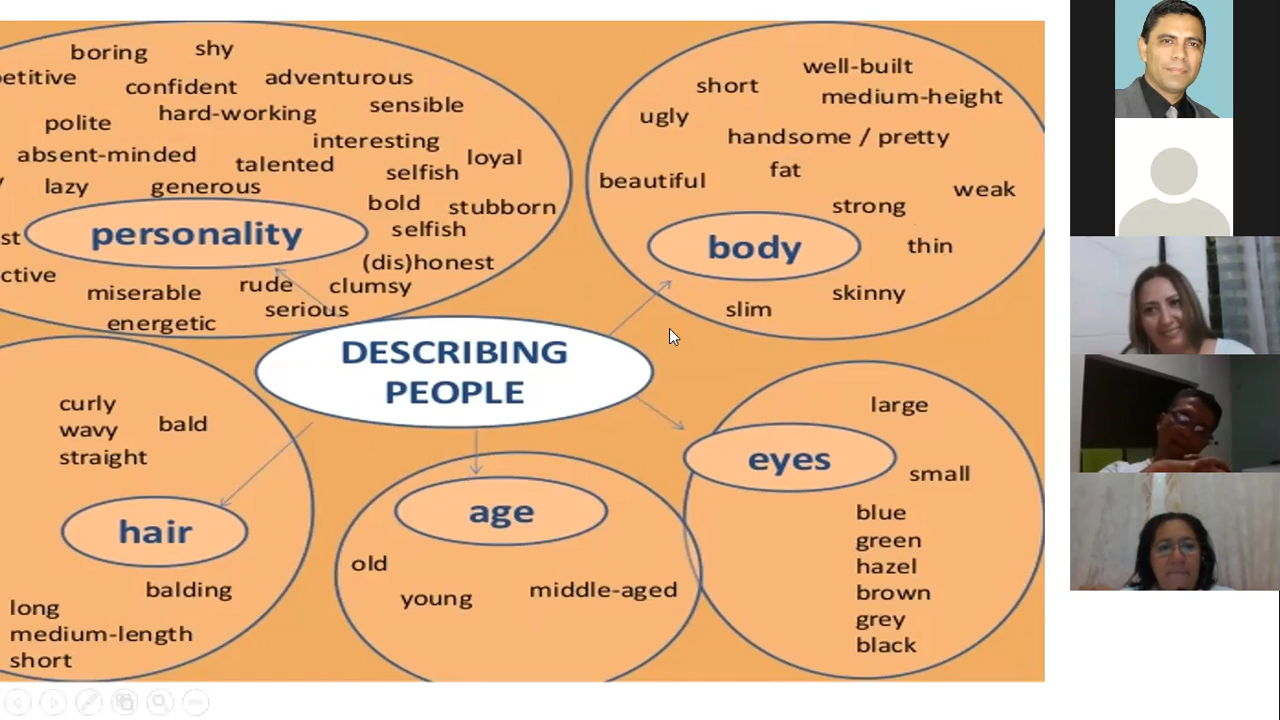 boring shy
petitive confident adventurous
hard-working sensible
polite
interesting
absent-minded talented loyal
selfish
lazy generous
bold stubborn
selfish
personality
st
(dis)honest
ctive
miserable rude clumsy
energetic serious
well-built
short
medium-height
ugly
handsome / pretty
fat
beautiful
weak
strong
body
thin
skinny
slim
DESCRIBING
PEOPLE
curly
wavy bald
straight
hair
balding
long
medium-length
short
age
old
young middle-aged
large
eyes
small
blue
green
hazel
brown
grey
black